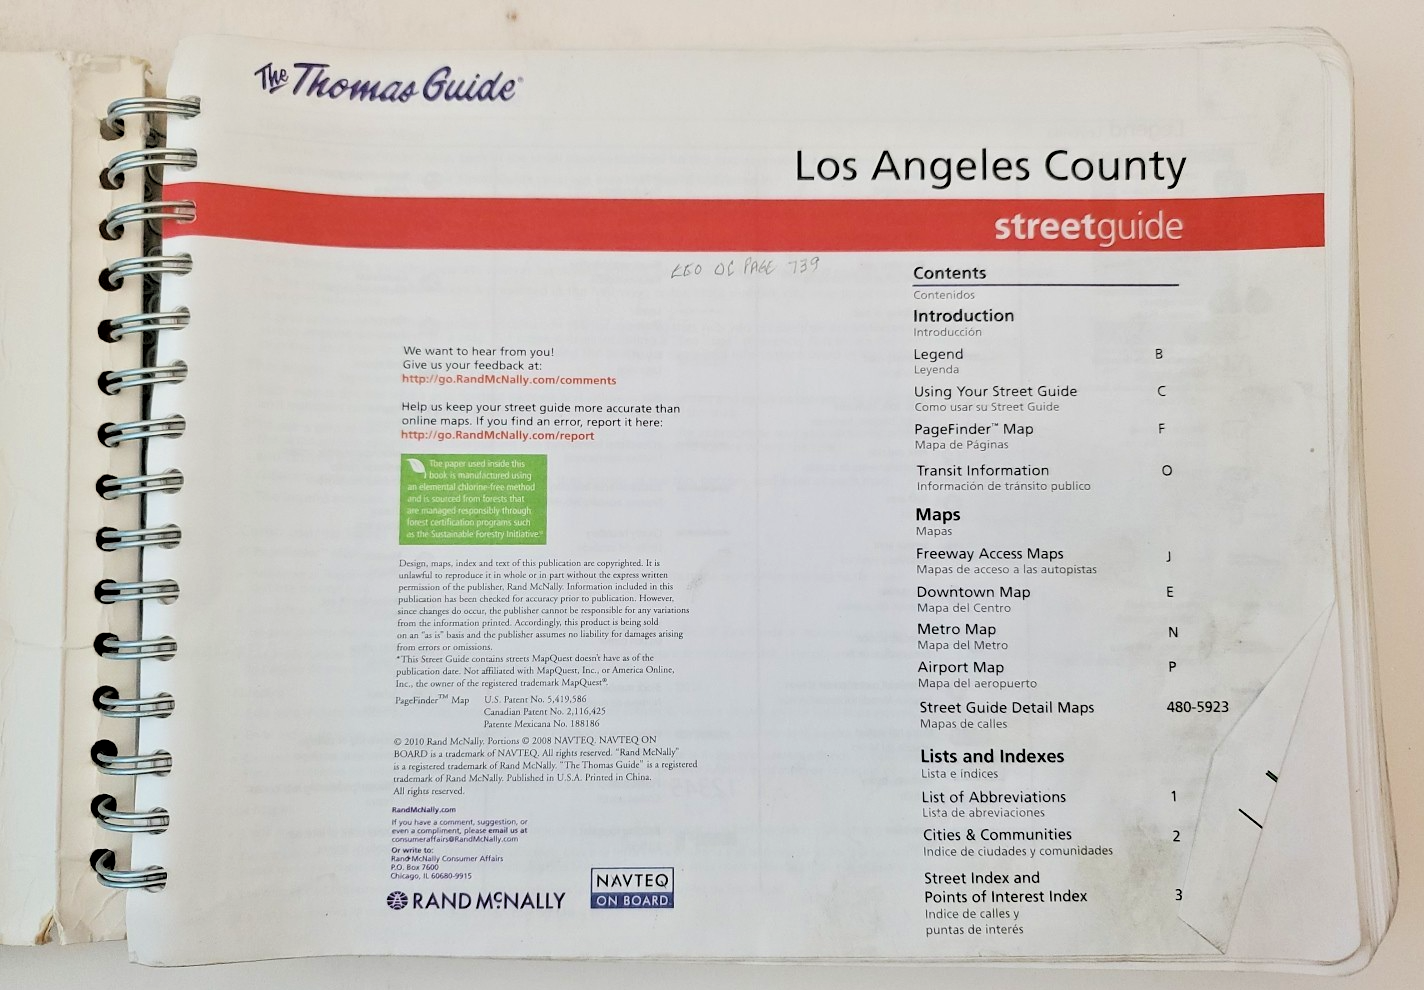 The Thomas Guide®
Los Angeles County
streetguide
OC PAGE 739
We want to hear from you!
Give us your feedback at:
http://go.RandMcNally.com/comments
Help us keep your street guide more accurate than
online maps. If you find an error, report it here:
http://go.RandMcNally.com/report
The paper used inside this
book is manufactured using
an elemental chlorine-free method
and is sourced from forests that
are managed responsibly through
forest certification programs such
as the Sustainable Forestry Initiative.®
Design, maps, index and text of this publication are copyrighted. It is
unlawful to reproduce it in whole or in part without the express written
permission of the publisher, Rand McNally. Information included in this
publication has been checked for accuracy prior to publication. However,
since changes do occur, the publisher cannot be responsible for any variations
from the information printed. Accordingly, this product is being sold
on an "as is" basis and the publisher assumes no liability for damages arising
from errors or omissions.
*This Street Guide contains streets MapQuest doesn't have as of the
publication date. Not affiliated with MapQuest, Inc., or America Online,
Inc., the owner of the registered trademark MapQuest®.
PageFinder™ Map U.S. Patent No. 5,419,586
Canadian Patent No. 2,116,425
Patente Mexicana No. 188186
© 2010 Rand McNally. Portions © 2008 NAVTEQ. NAVTEQ ON
BOARD is a trademark of NAVTEQ. All rights reserved. "Rand McNally"
is a registered trademark of Rand McNally. "The Thomas Guide" is a registered
trademark of Rand McNally. Published in U.S.A. Printed in China.
All rights reserved.
RandMcNally.com
If you have a comment, suggestion, or
even a compliment, please email us at
consumeraffairs@RandMcNally.com
Or write to:
Rand McNally Consumer Affairs
P.O. Box 7600
Chicago, IL 60680-9915
RAND McNALLY
NAVTEQ
ON BOARD
Contents
Contenidos
Introduction
Introducción
Legend B
Leyenda
Using Your Street Guide C
Como usar su Street Guide
PageFinder™ Map F
Mapa de Páginas
Transit Information O
Información de tránsito publico
Maps
Mapas
Freeway Access Maps J
Mapas de acceso a las autopistas
Downtown Map E
Mapa del Centro
Metro Map N
Mapa del Metro
Airport Map P
Mapa del aeropuerto
Street Guide Detail Maps 480-5923
Mapas de calles
Lists and Indexes
Lista e índices
List of Abbreviations 1
Lista de abreviaciones
Cities & Communities 2
Indice de ciudades y comunidades
Street Index and
Points of Interest Index 3
Indice de calles y
puntas de interés